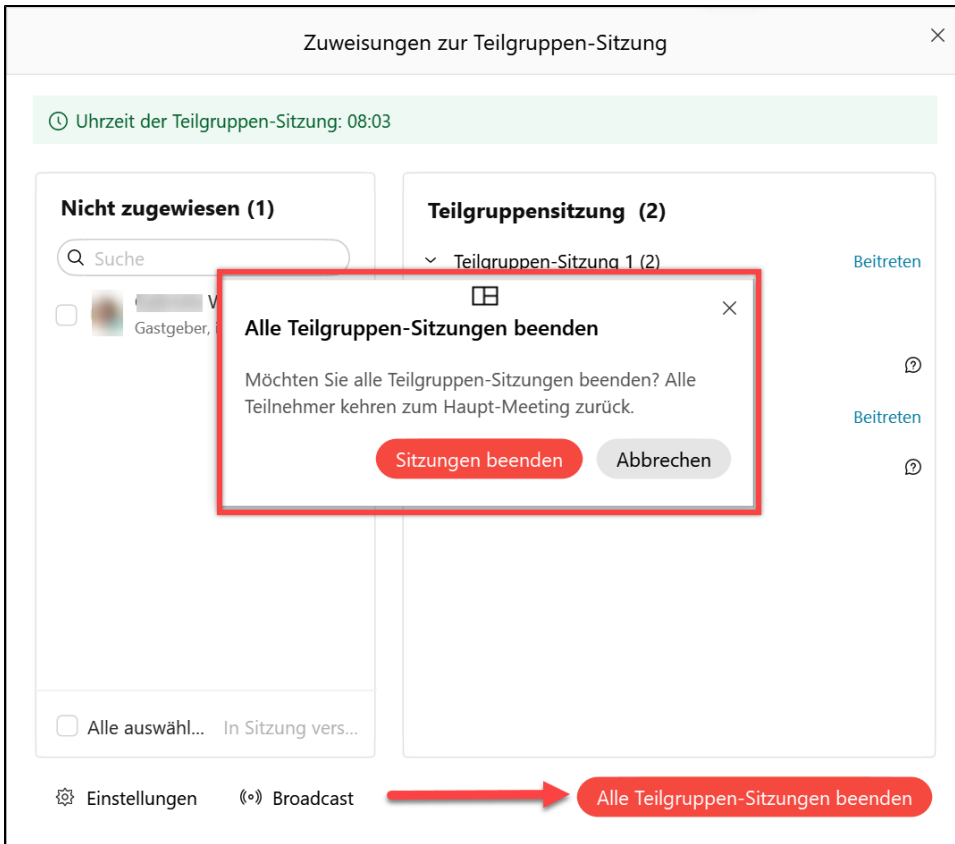 Zuweisungen zur Teilgruppen-Sitzung
Uhrzeit der Teilgruppen-Sitzung: 08:03
Nicht zugewiesen (1)
Suche
Gastgeber,
Alle auswähl... In Sitzung vers...
Teilgruppensitzung (2)
Teilgruppen-Sitzung 1 (2) Beitreten
Beitreten
Alle Teilgruppen-Sitzungen beenden
Möchten Sie alle Teilgruppen-Sitzungen beenden? Alle
Teilnehmer kehren zum Haupt-Meeting zurück.
Sitzungen beenden Abbrechen
Einstellungen Broadcast Alle Teilgruppen-Sitzungen beenden